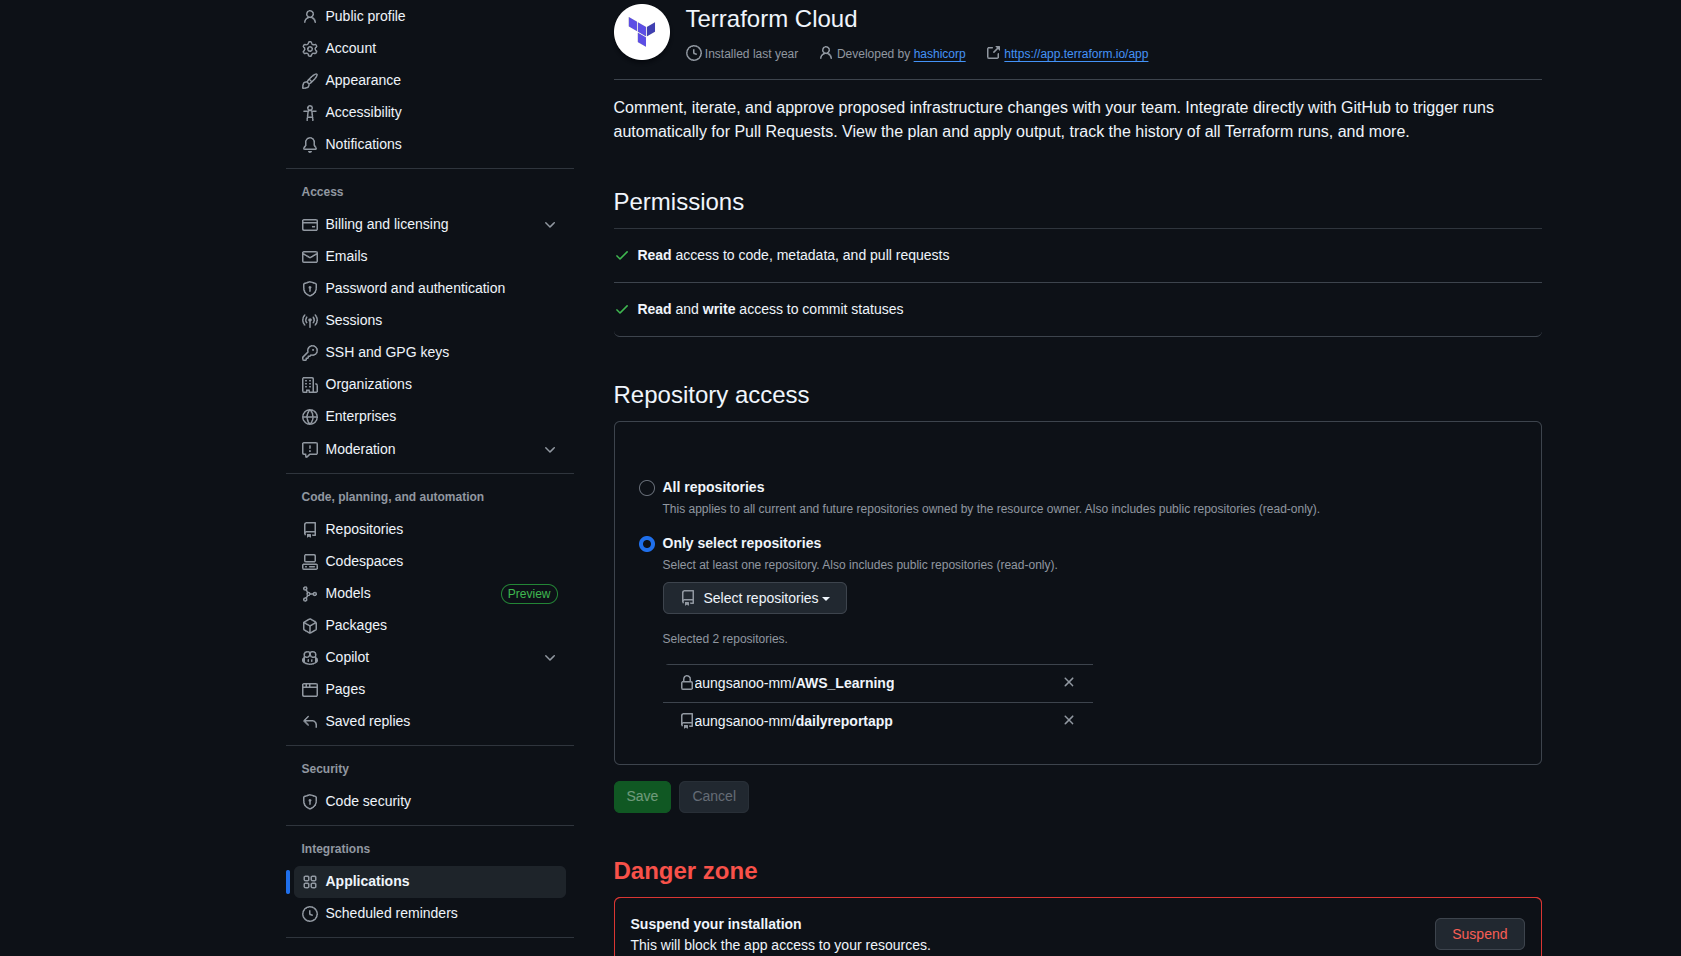 Public profile
Account
Appearance
Accessibility
Notifications
Access
Billing and licensing
Emails
Password and authentication
Sessions
SSH and GPG keys
Organizations
Enterprises
Moderation
Code, planning, and automation
Repositories
Codespaces
Models Preview
Packages
Copilot
Pages
Saved replies
Security
Code security
Integrations
Applications
Scheduled reminders
Terraform Cloud
Installed last year Developed by hashicorp https://app.terraform.io/app
Comment, iterate, and approve proposed infrastructure changes with your team. Integrate directly with GitHub to trigger runs
automatically for Pull Requests. View the plan and apply output, track the history of all Terraform runs, and more.
Permissions
Read access to code, metadata, and pull requests
Read and write access to commit statuses
Repository access
All repositories
This applies to all current and future repositories owned by the resource owner. Also includes public repositories (read-only).
Only select repositories
Select at least one repository. Also includes public repositories (read-only).
Select repositories
Selected 2 repositories.
aungsanoo-mm/AWS_Learning
aungsanoo-mm/dailyreportapp
Save Cancel
Danger zone
Suspend your installation
This will block the app access to your resources.
Suspend